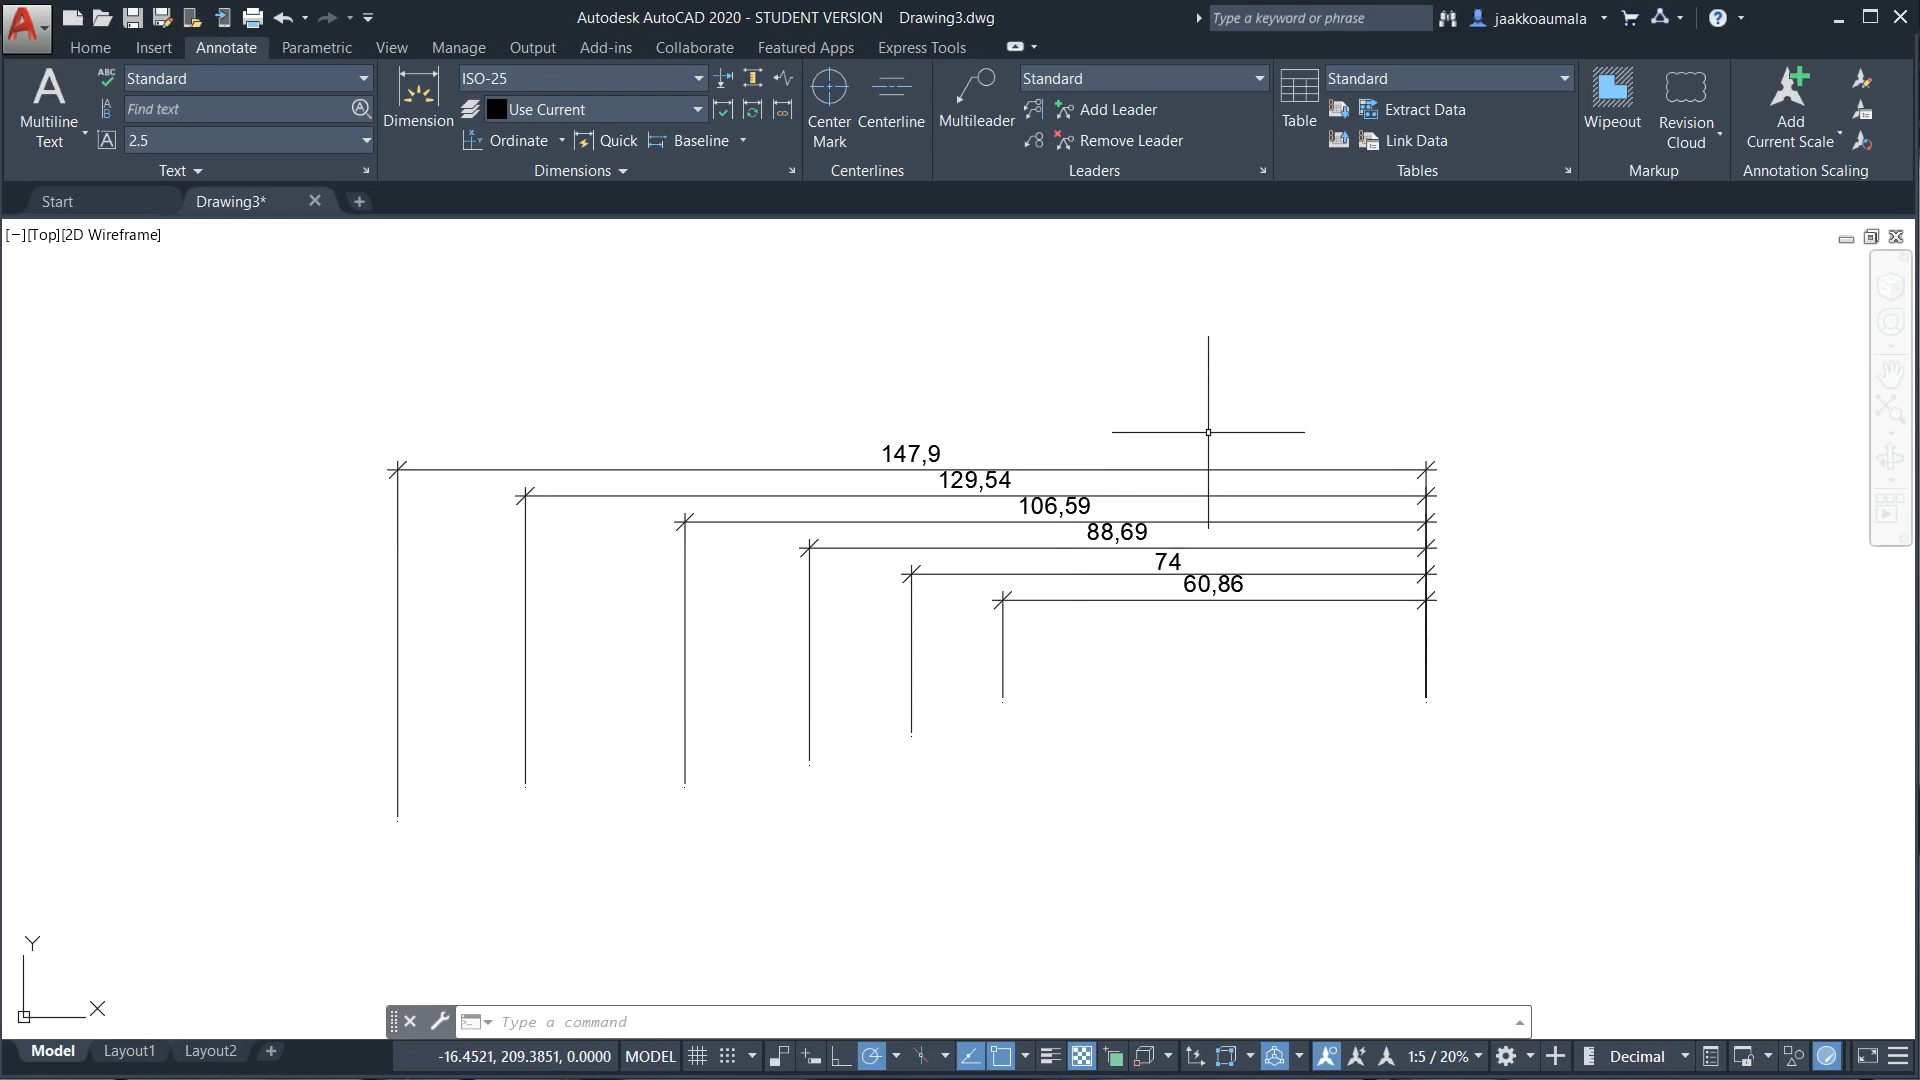 Autodesk AutoCAD 2020 - STUDENT VERSION Drawing3.dwg
Type a keyword or phrase
jaakkoaumala
Home Insert Annotate Parametric View Manage Output Add-ins Collaborate Featured Apps Express Tools
A ABC Standard ISO-25 Standard Standard
Multiline Text
Find text
2.5
Text
Dimension
Use Current
Ordinate Quick Baseline
Dimensions
Center Mark
Centerline
Centerlines
Multileader
Add Leader
Remove Leader
Leaders
Table
Extract Data
Link Data
Tables
Wipeout
Revision Cloud
Markup
Add Current Scale
Annotation Scaling
Start Drawing3*
[−][Top][2D Wireframe]
147,9
129,54
106,59
88,69
74
60,86
Y
X
Type a command
Model Layout1 Layout2 -16.4521, 209.3851, 0.0000 MODEL 1:5 / 20% Decimal